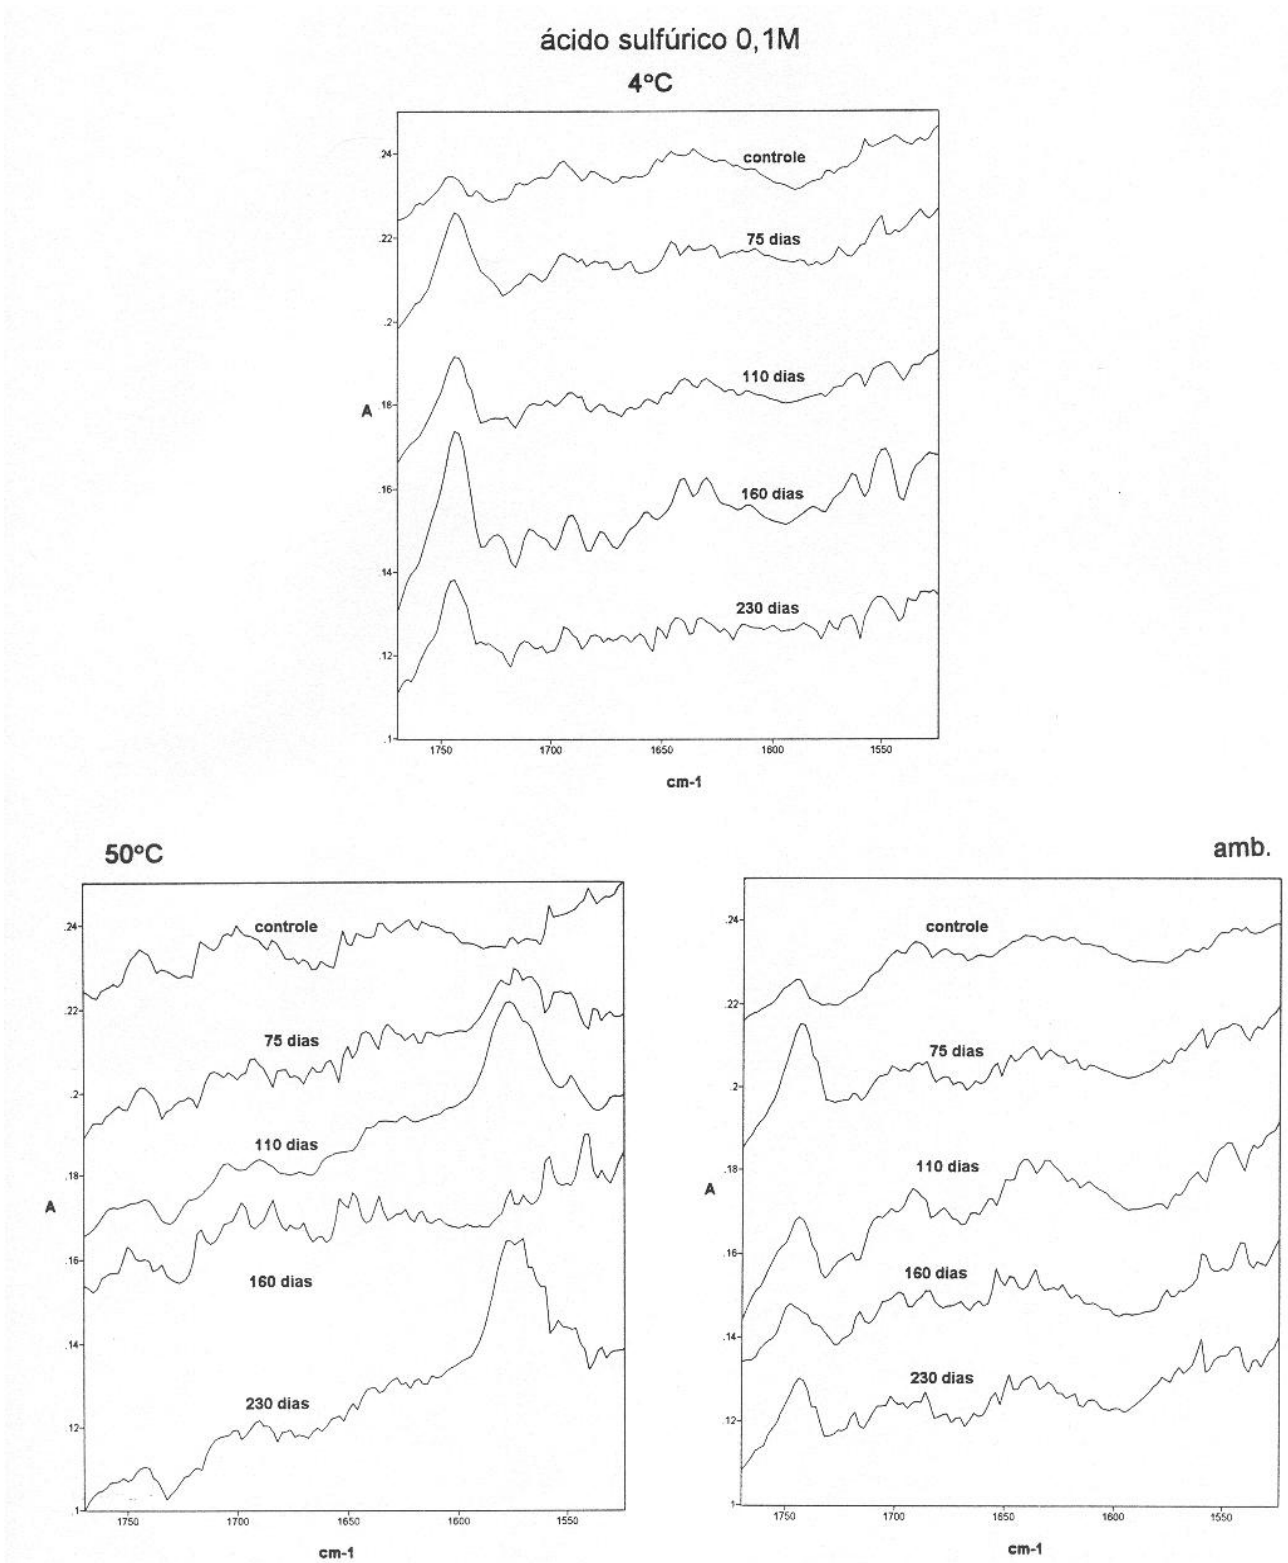 ácido sulfúrico 0,1M
4°C
24
controle
.22
75 dias
.2
110 dias
A
.18
.16
160 dias
14
230 dias
.12
.1
1750 1700 1650 1600 1550
cm-1
50°C
.24
controle
.22
75 dias
.2
110 dias
.18
A
.16
160 dias
.14
230 dias
.12
.1
1750 1700 1650 1600 1550
cm-1
amb.
.24
controle
.22
75 dias
.2
110 dias
.18
A
.16
160 dias
.14
230 dias
.12
.1
1750 1700 1650 1600 1550
cm-1